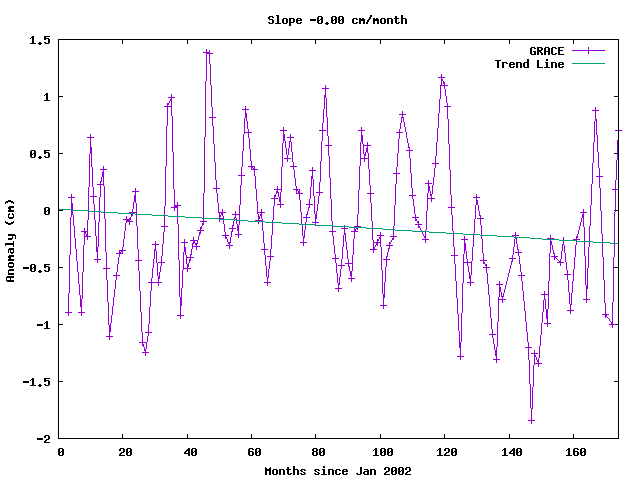 Slope -0.00 cm/month
GRACE
Trend Line
Anomaly (cm)
1.5
1
0.5
0
-0.5
-1
-1.5
-2
0 20 40 60 80 100 120 140 160
Months since Jan 2002